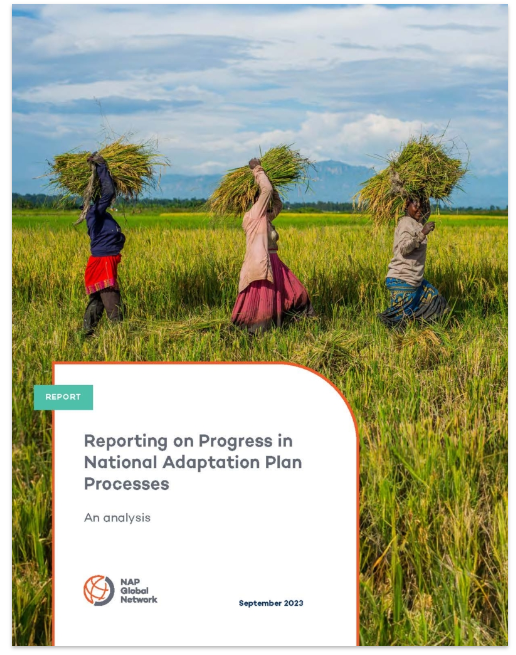 REPORT
Reporting on Progress in
National Adaptation Plan
Processes
An analysis
NAP
Global
Network
September 2023